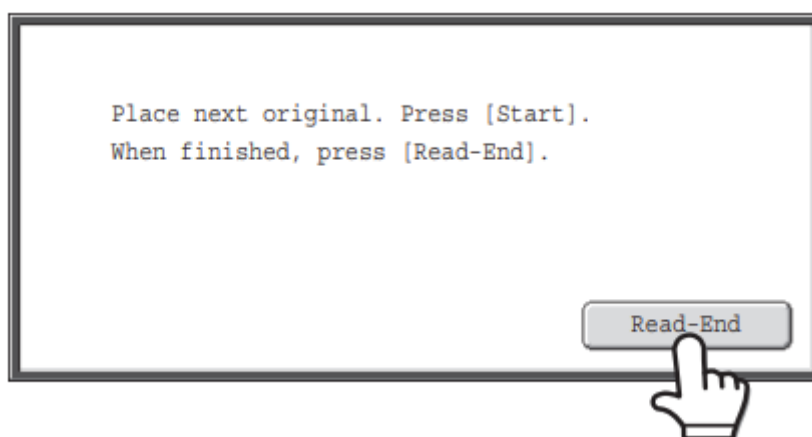 Place next original. Press [Start].
When finished, press [Read-End].
Read-End